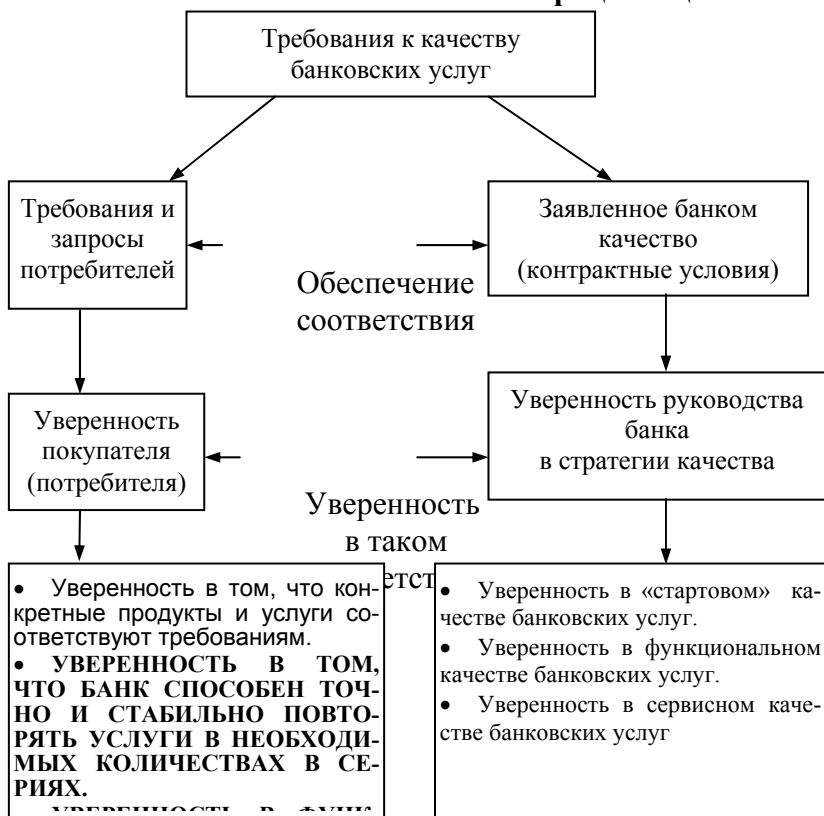 Требования к качеству
банковских услуг
Требования и
запросы
потребителей
Заявленное банком
качество
(контрактные условия)
Обеспечение
соответствия
Уверенность
покупателя
(потребителя)
Уверенность руководства
банка
в стратегии качества
Уверенность
в таком
• Уверенность в том, что кон-
кретные продукты и услуги со-
ответствуют требованиям.
• УВЕРЕННОСТЬ В ТОМ,
ЧТО БАНК СПОСОБЕН ТОЧ-
НО И СТАБИЛЬНО ПОВТО-
РЯТЬ УСЛУГИ В НЕОБХОДИ-
МЫХ КОЛИЧЕСТВАХ В СЕ-
РИЯХ.
• УВЕРЕННОСТЬ В ФУНК-
• Уверенность в «стартовом» ка-
честве банковских услуг.
• Уверенность в функциональном
качестве банковских услуг.
• Уверенность в сервисном каче-
стве банковских услуг